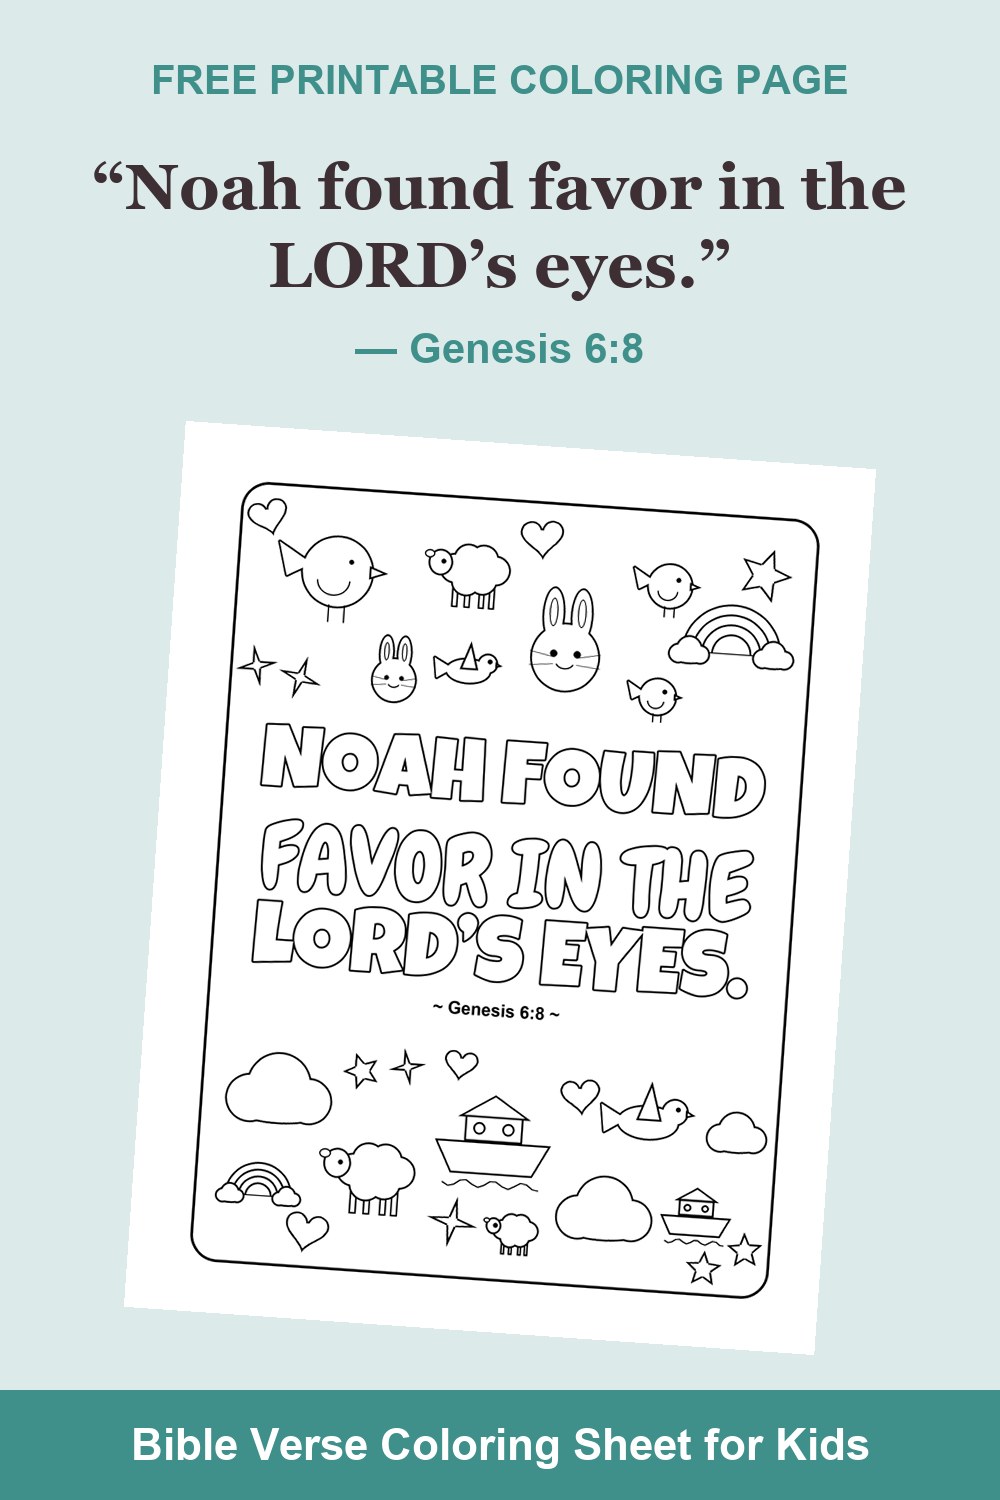 FREE PRINTABLE COLORING PAGE
“Noah found favor in the
LORD’s eyes.”
— Genesis 6:8
NOAH FOUND
FAVOR IN THE
LORD’S EYES.
~ Genesis 6:8 ~
Bible Verse Coloring Sheet for Kids